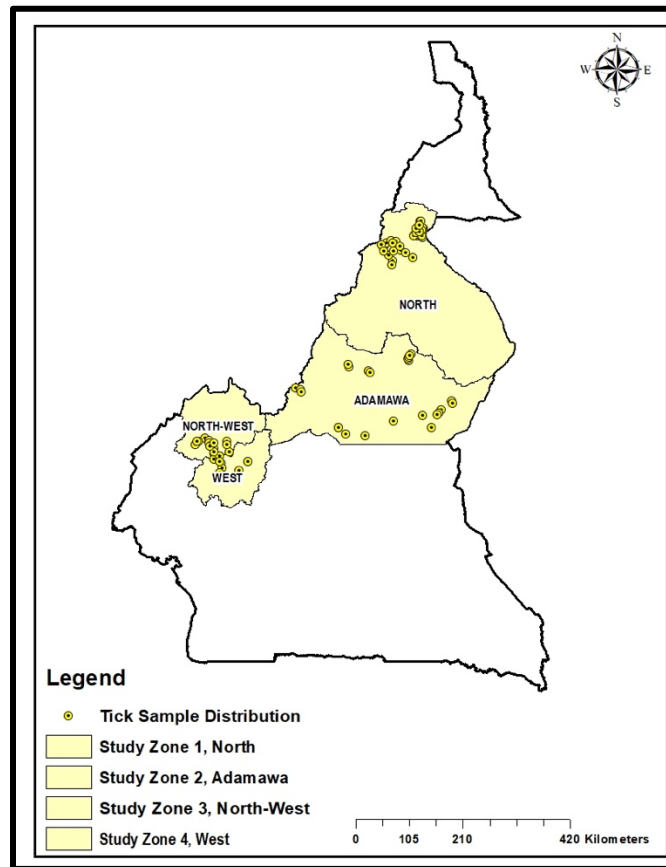 N
W E
S
NORTH
ADAMAWA
NORTH-WEST
WEST
Legend
Tick Sample Distribution
Study Zone 1, North
Study Zone 2, Adamawa
Study Zone 3, North-West
Study Zone 4, West
0 105 210 420 Kilometers